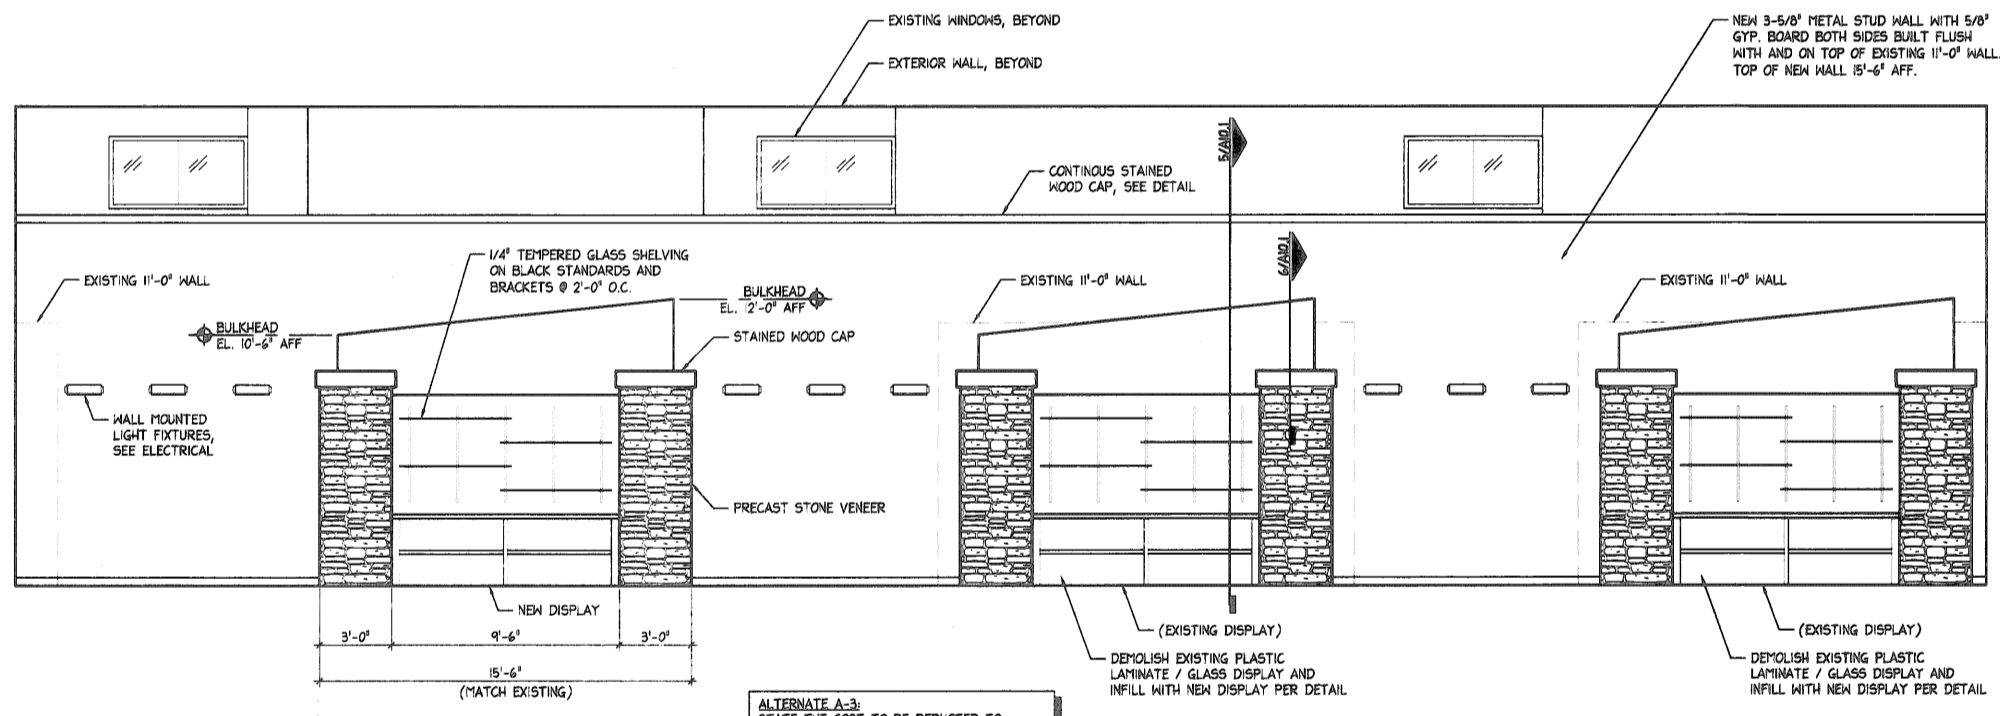 EXISTING WINDOWS, BEYOND
EXTERIOR WALL, BEYOND
NEW 3-5/8" METAL STUD WALL WITH 5/8"
GYP. BOARD BOTH SIDES BUILT FLUSH
WITH AND ON TOP OF EXISTING 11'-0" WALL.
TOP OF NEW WALL 15'-6" AFF.
5/A10.1
CONTINOUS STAINED
WOOD CAP, SEE DETAIL
6/A10.1
1/4" TEMPERED GLASS SHELVING
ON BLACK STANDARDS AND
BRACKETS @ 2'-0" O.C.
EXISTING 11'-0" WALL
EXISTING 11'-0" WALL
EXISTING 11'-0" WALL
BULKHEAD
EL. 12'-0" AFF
BULKHEAD
EL. 10'-6" AFF
STAINED WOOD CAP
WALL MOUNTED
LIGHT FIXTURES,
SEE ELECTRICAL
PRECAST STONE VENEER
NEW DISPLAY
3'-0"
9'-6"
3'-0"
15'-6"
(MATCH EXISTING)
(EXISTING DISPLAY)
DEMOLISH EXISTING PLASTIC
LAMINATE / GLASS DISPLAY AND
INFILL WITH NEW DISPLAY PER DETAIL
(EXISTING DISPLAY)
DEMOLISH EXISTING PLASTIC
LAMINATE / GLASS DISPLAY AND
INFILL WITH NEW DISPLAY PER DETAIL
ALTERNATE A-3: